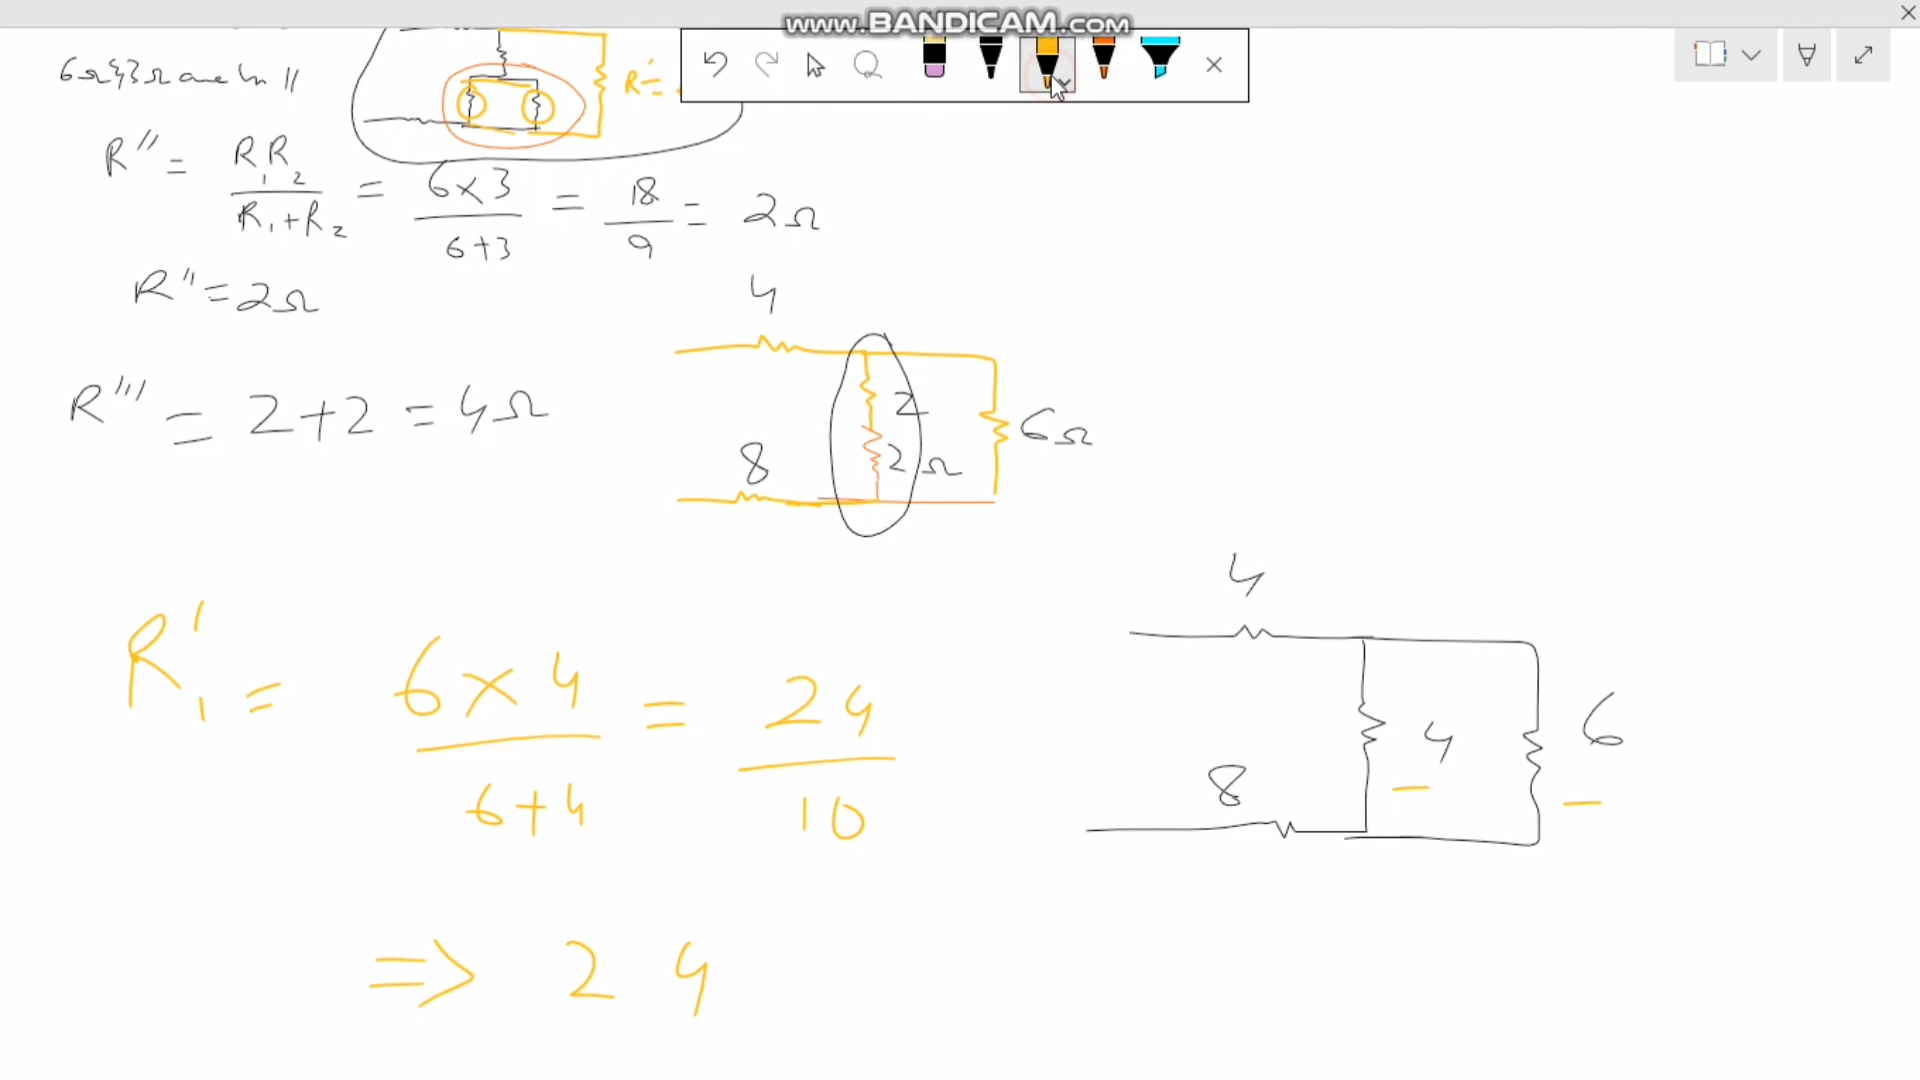 www.BANDICAM.com
6Ω & 3Ω are in //
R'=
R'' = R₁R₂ / R₁+R₂ = 6×3 / 6+3 = 18 / 9 = 2Ω
R''=2Ω
4
R''' = 2+2 = 4Ω
2
6Ω
8
2Ω
4
R₁' = 6×4 / 6+4 = 24 / 10
6
4
8
=> 2 4